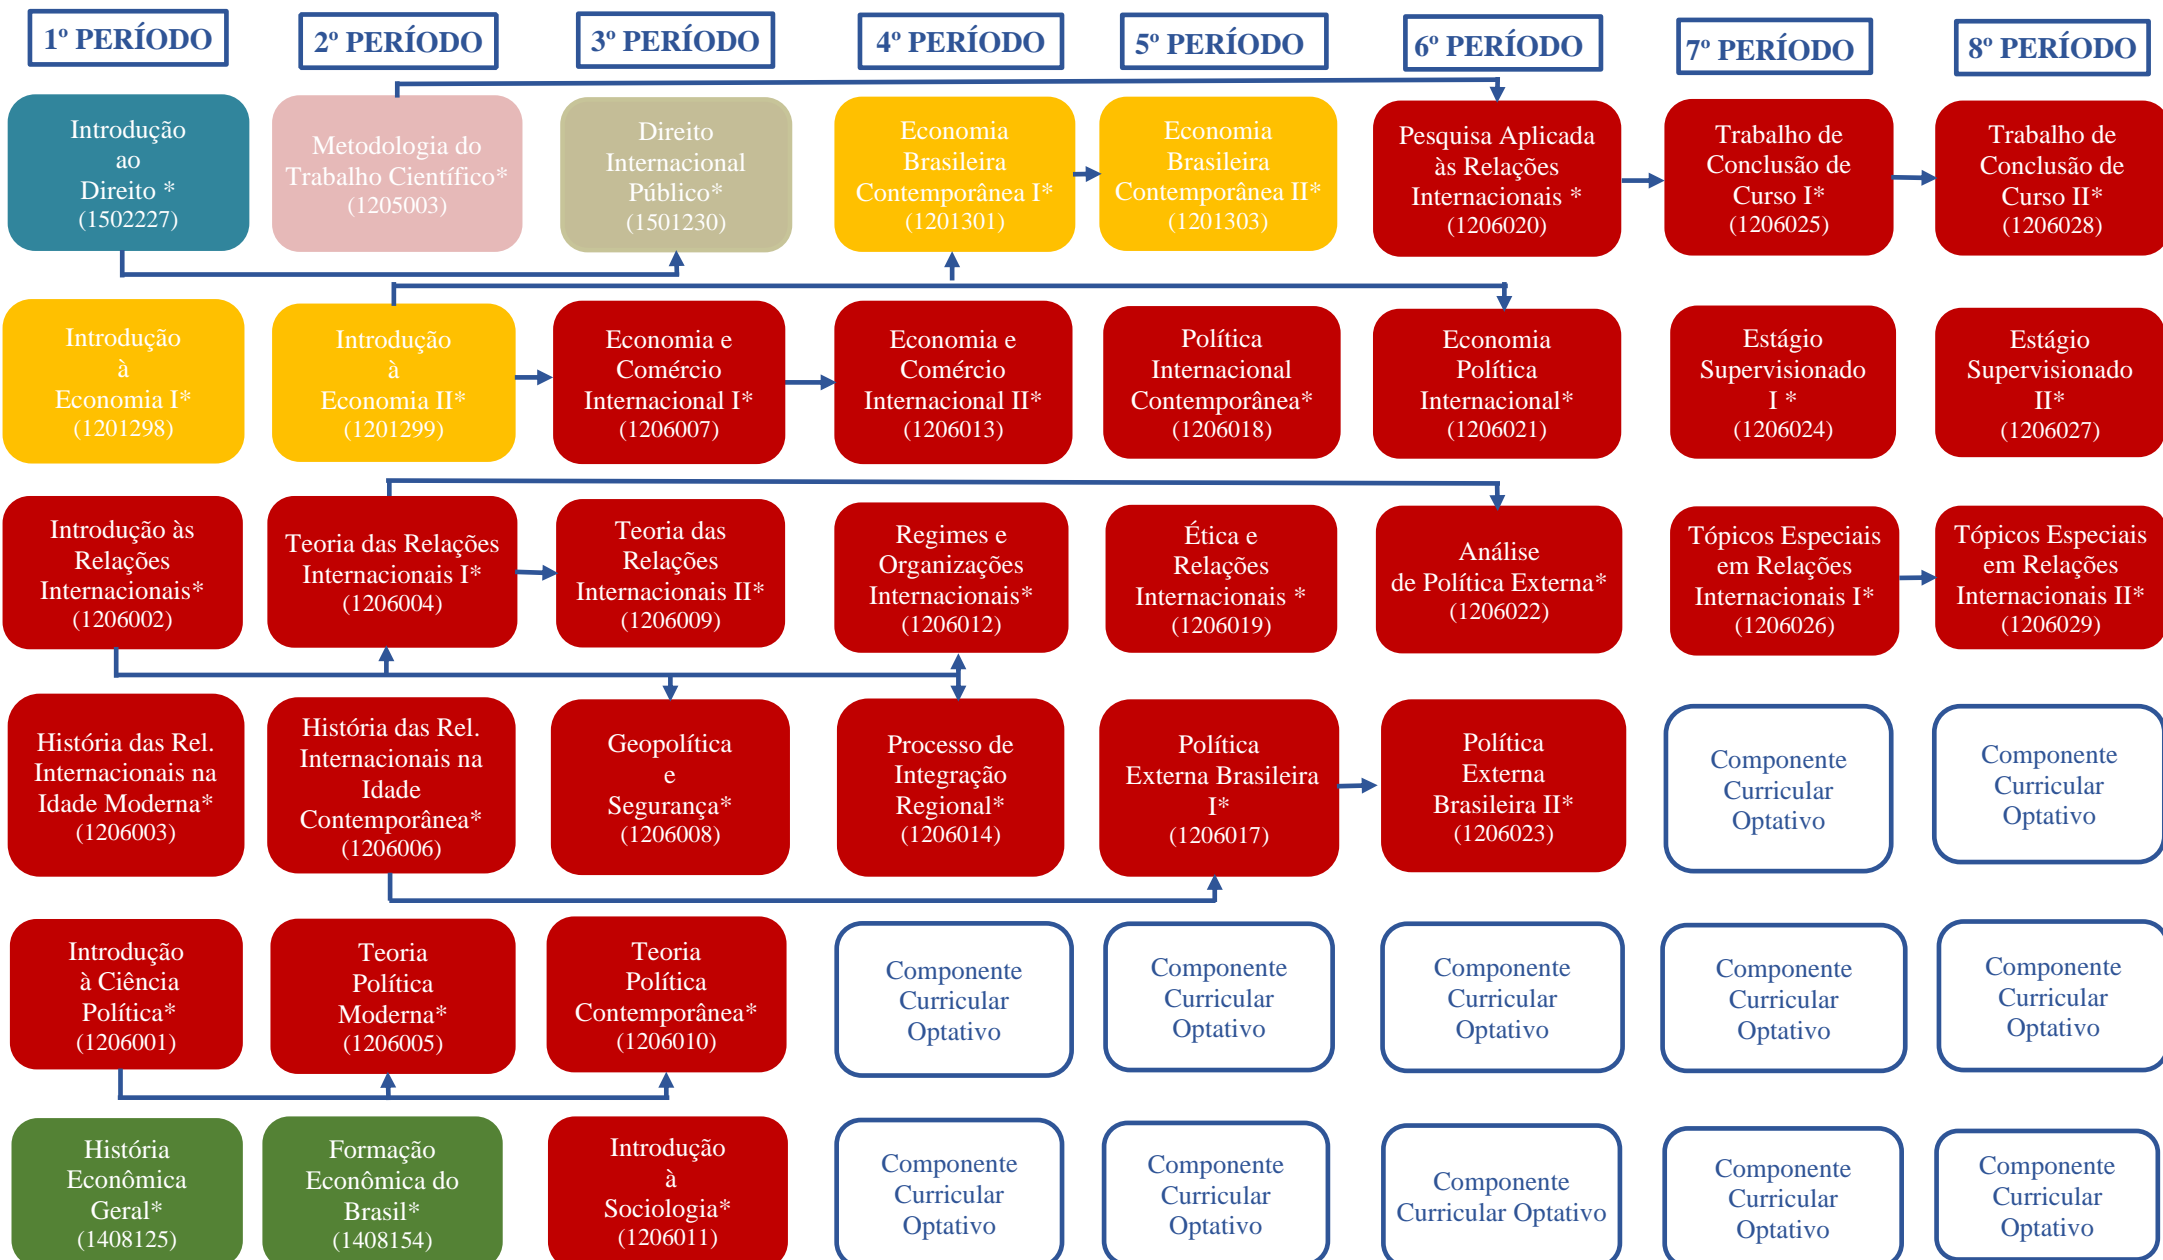 1º PERÍODO
2º PERÍODO
3º PERÍODO
4º PERÍODO
5º PERÍODO
6º PERÍODO
7º PERÍODO
8º PERÍODO
Introdução
ao
Direito *
(1502227)
Metodologia do
Trabalho Científico*
(1205003)
Direito
Internacional
Público*
(1501230)
Economia
Brasileira
Contemporânea I*
(1201301)
Economia
Brasileira
Contemporânea II*
(1201303)
Pesquisa Aplicada
às Relações
Internacionais *
(1206020)
Trabalho de
Conclusão de
Curso I*
(1206025)
Trabalho de
Conclusão de
Curso II*
(1206028)
Introdução
à
Economia I*
(1201298)
Introdução
à
Economia II*
(1201299)
Economia e
Comércio
Internacional I*
(1206007)
Economia e
Comércio
Internacional II*
(1206013)
Política
Internacional
Contemporânea*
(1206018)
Economia
Política
Internacional*
(1206021)
Estágio
Supervisionado
I *
(1206024)
Estágio
Supervisionado
II*
(1206027)
Introdução às
Relações
Internacionais*
(1206002)
Teoria das Relações
Internacionais I*
(1206004)
Teoria das
Relações
Internacionais II*
(1206009)
Regimes e
Organizações
Internacionais*
(1206012)
Ética e
Relações
Internacionais *
(1206019)
Análise
de Política Externa*
(1206022)
Tópicos Especiais
em Relações
Internacionais I*
(1206026)
Tópicos Especiais
em Relações
Internacionais II*
(1206029)
História das Rel.
Internacionais na
Idade Moderna*
(1206003)
História das Rel.
Internacionais na
Idade
Contemporânea*
(1206006)
Geopolítica
e
Segurança*
(1206008)
Processo de
Integração
Regional*
(1206014)
Política
Externa Brasileira
I*
(1206017)
Política
Externa
Brasileira II*
(1206023)
Componente
Curricular
Optativo
Componente
Curricular
Optativo
Introdução
à Ciência
Política*
(1206001)
Teoria
Política
Moderna*
(1206005)
Teoria
Política
Contemporânea*
(1206010)
Componente
Curricular
Optativo
Componente
Curricular
Optativo
Componente
Curricular
Optativo
Componente
Curricular
Optativo
Componente
Curricular
Optativo
História
Econômica
Geral*
(1408125)
Formação
Econômica do
Brasil*
(1408154)
Introdução
à
Sociologia*
(1206011)
Componente
Curricular
Optativo
Componente
Curricular
Optativo
Componente
Curricular Optativo
Componente
Curricular
Optativo
Componente
Curricular
Optativo